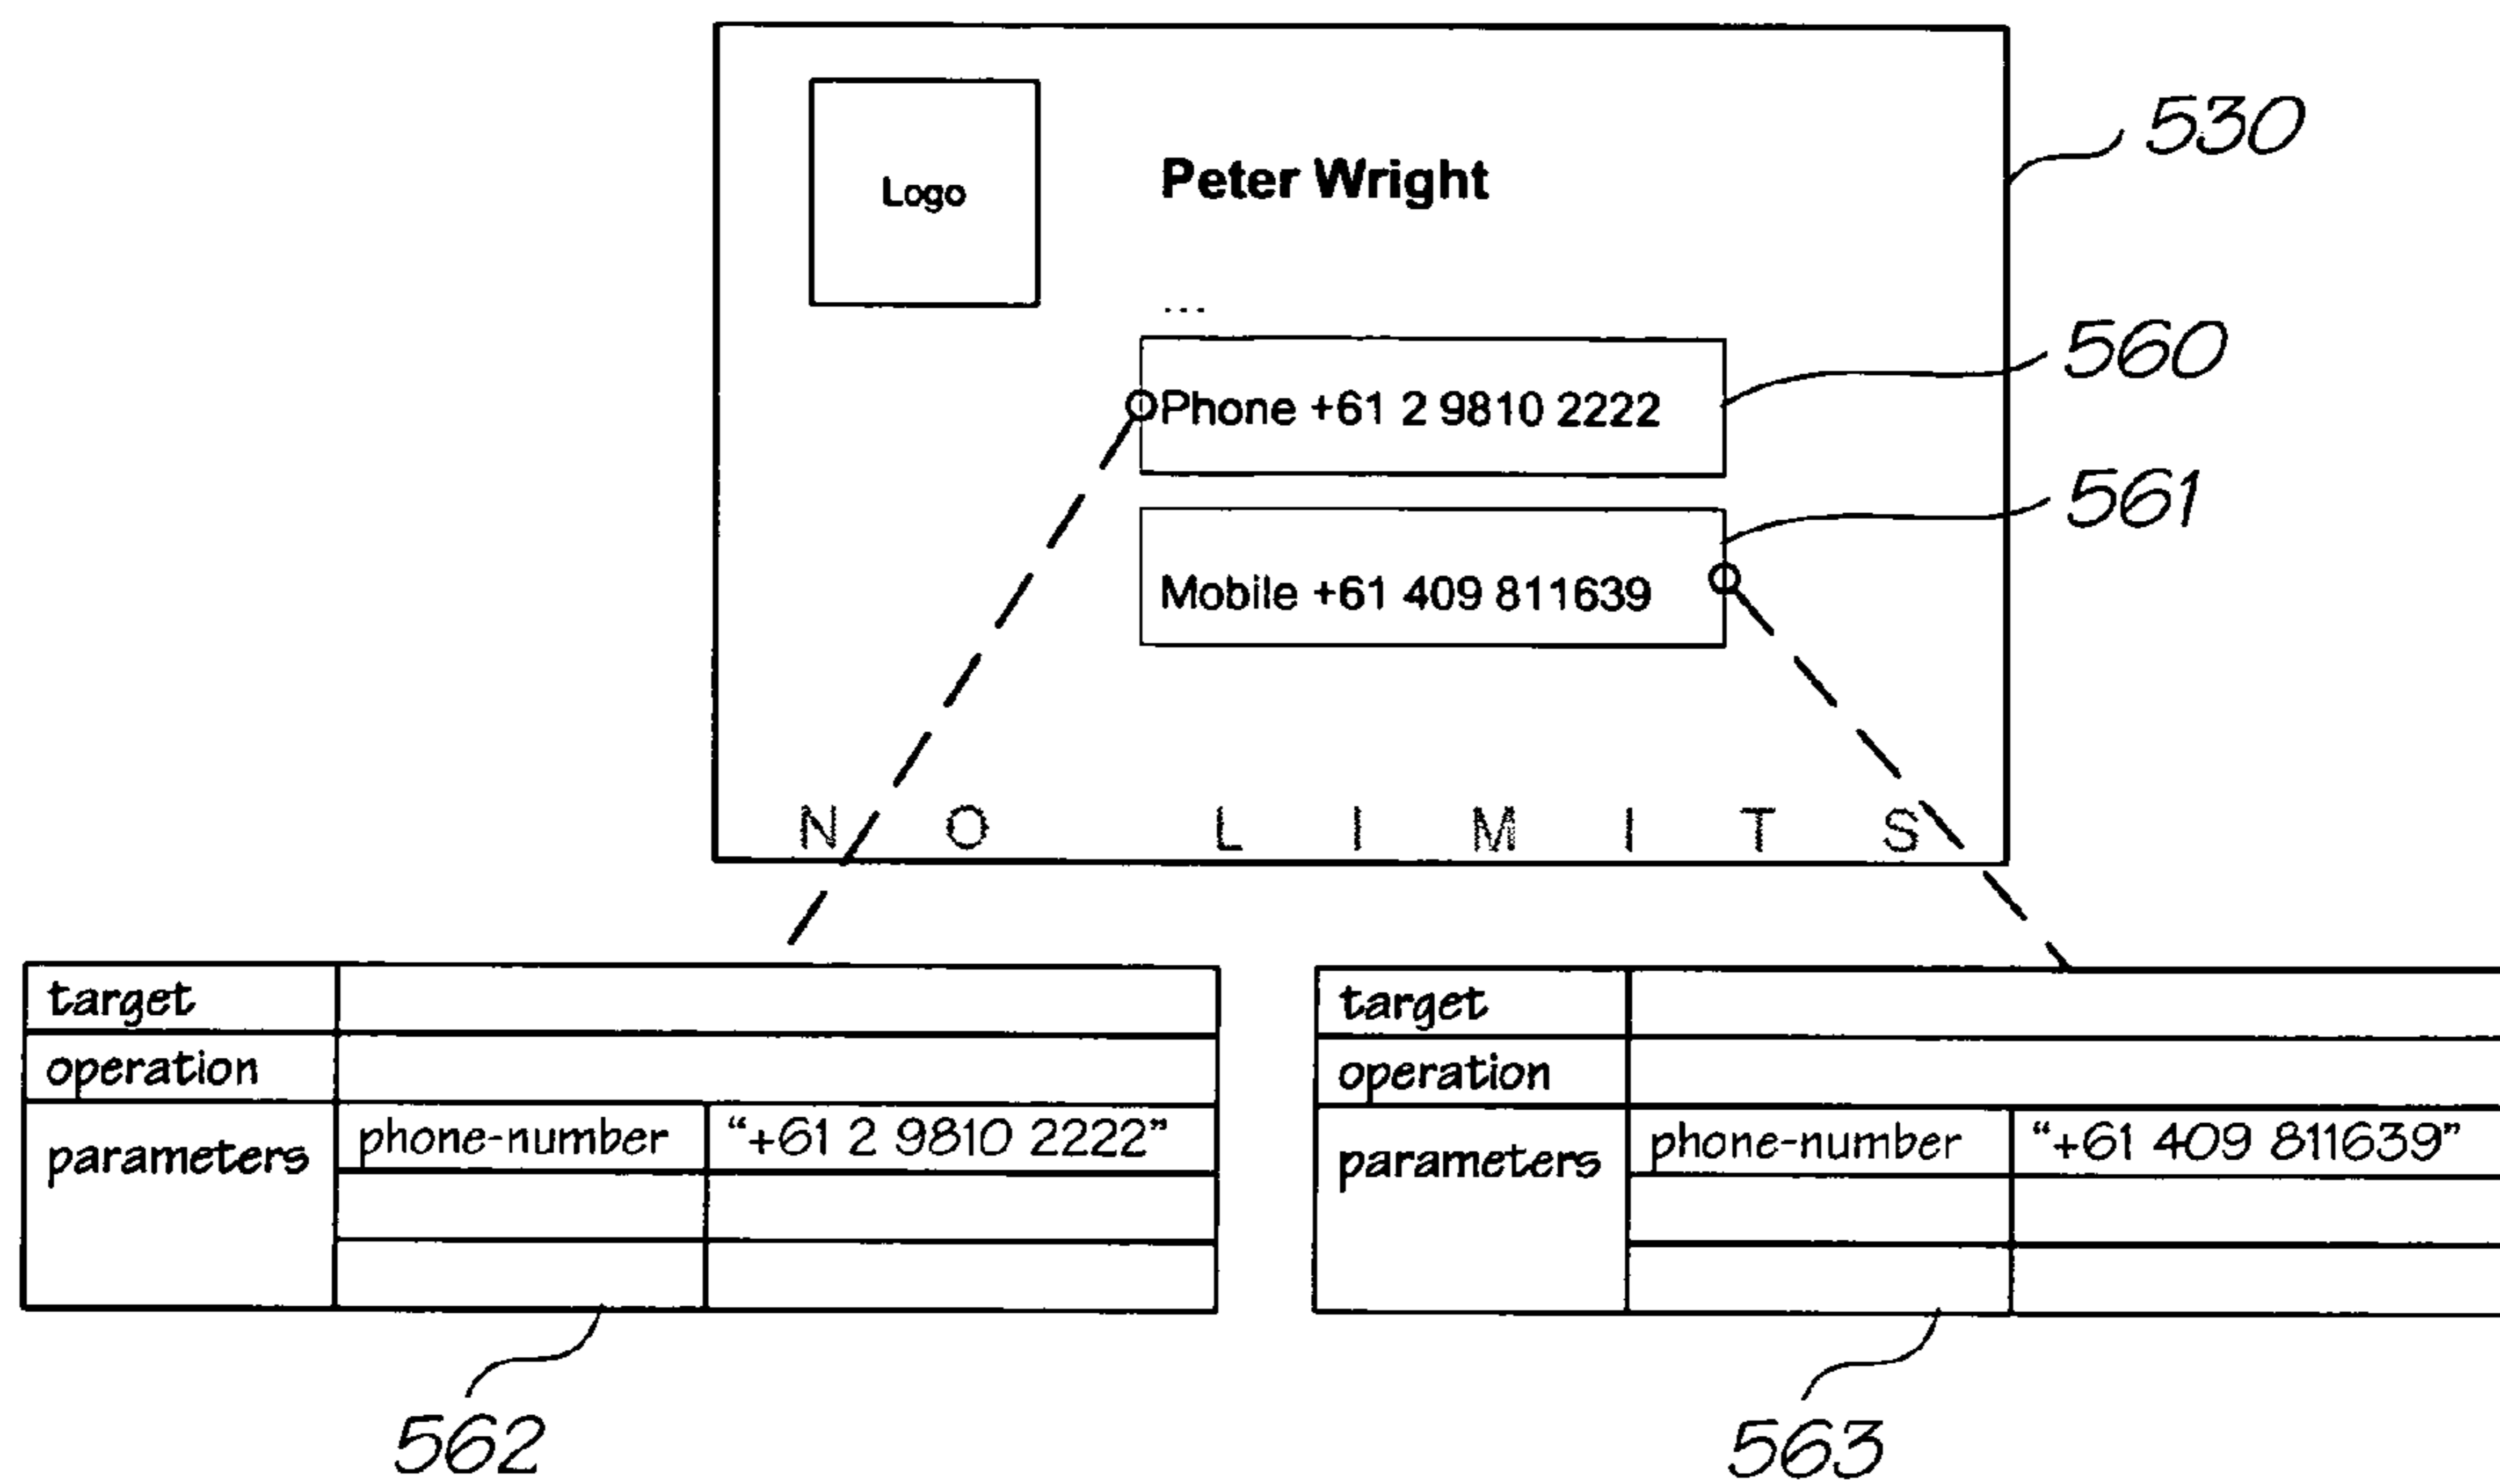 530
Logo
Peter Wright
...
560
Phone +61 2 9810 2222
561
Mobile +61 409 811639
N O L I M I T S
target
operation
parameters phone-number “+61 2 9810 2222”
562
target
operation
parameters phone-number “+61 409 811639”
563